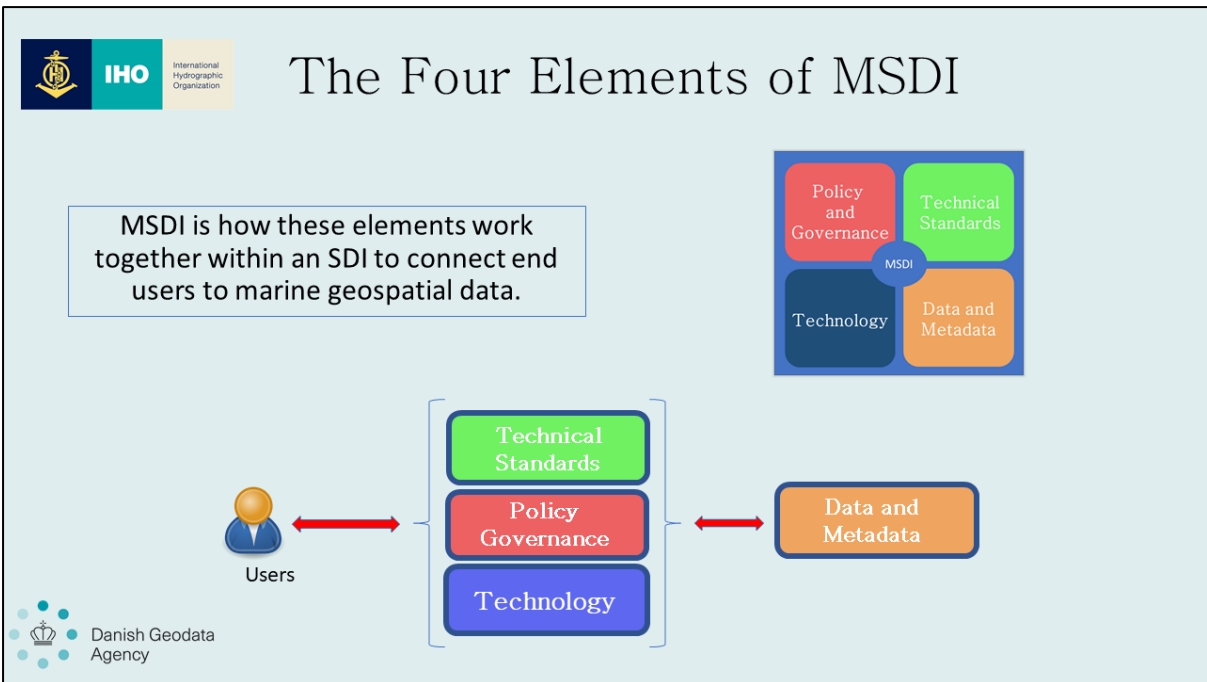 IHO
International
Hydrographic
Organization
The Four Elements of MSDI
MSDI is how these elements work
together within an SDI to connect end
users to marine geospatial data.
Policy
and
Governance
Technical
Standards
MSDI
Technology
Data and
Metadata
Technical
Standards
Policy
Governance
Technology
Data and
Metadata
Users
Danish Geodata
Agency